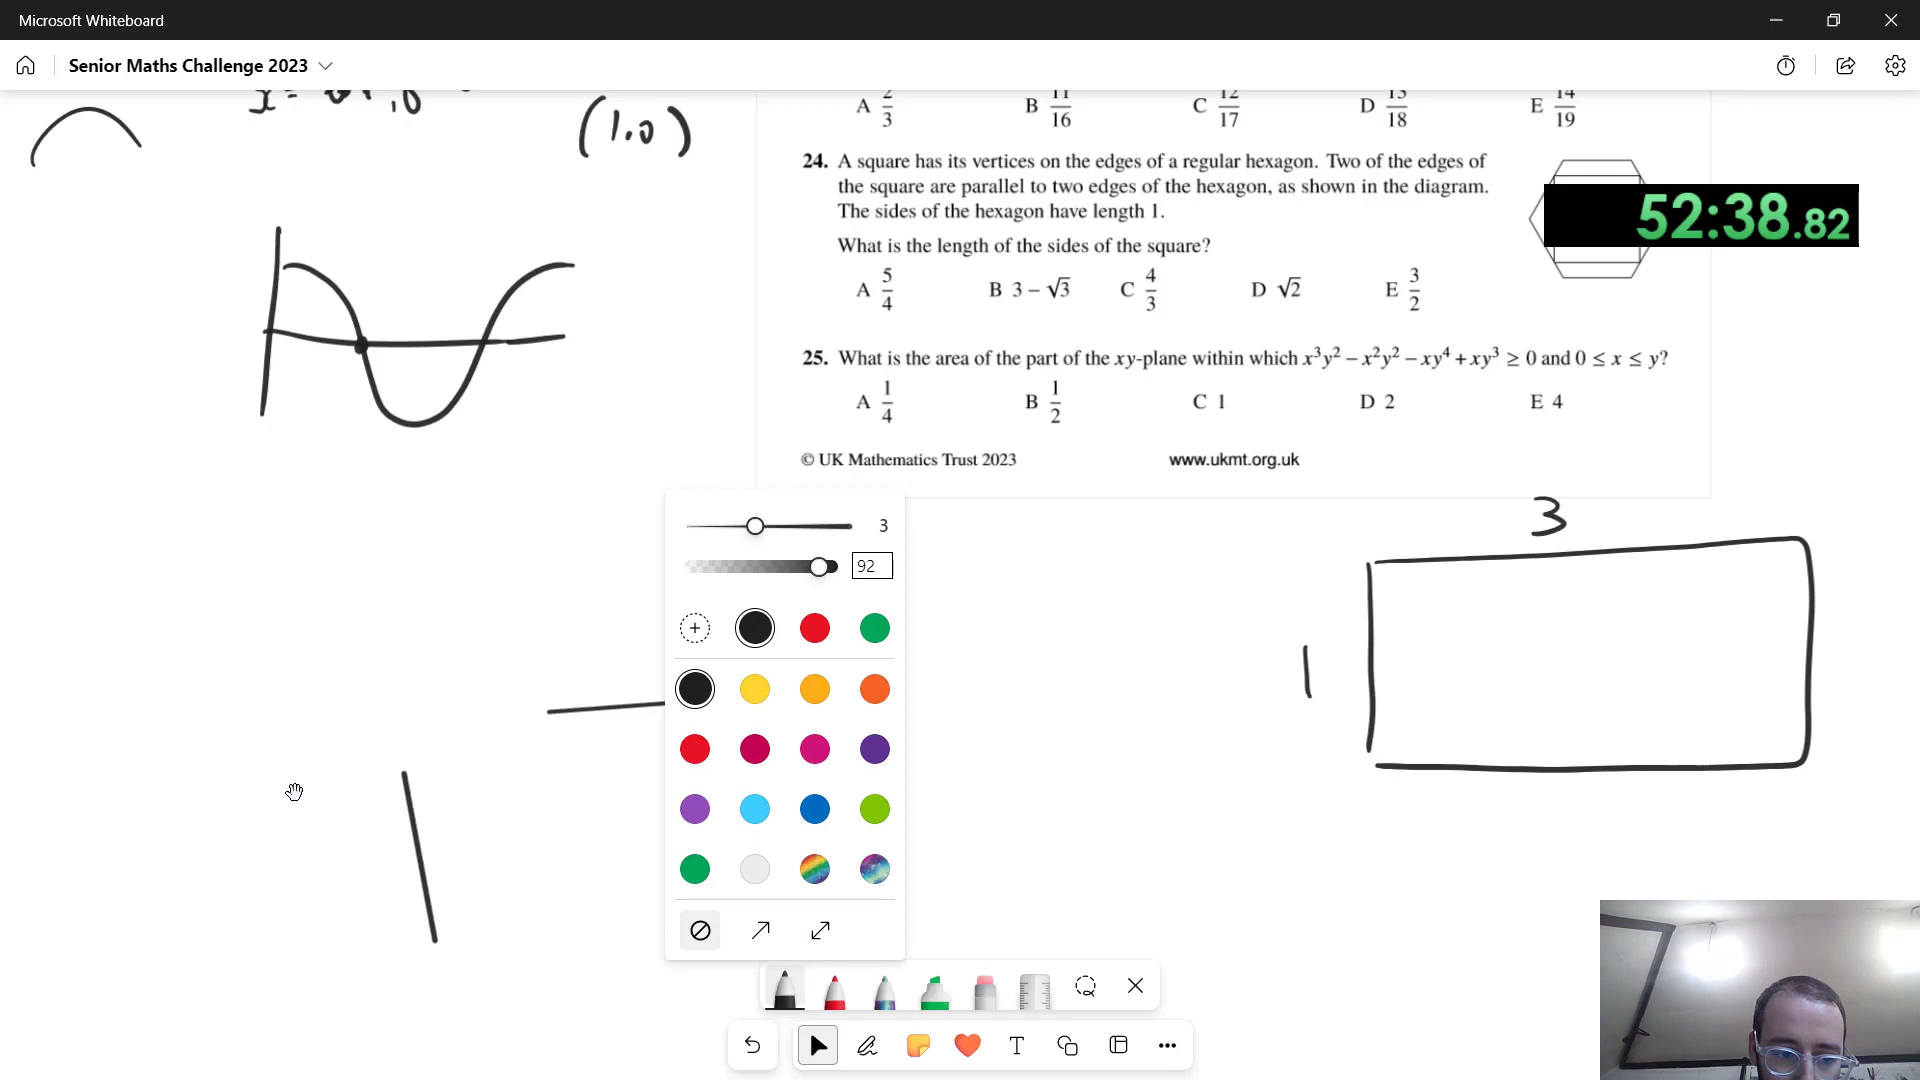 Microsoft Whiteboard
Senior Maths Challenge 2023
x =
(1,0)
A 2/3 B 11/16 C 12/17 D 13/18 E 14/19
24. A square has its vertices on the edges of a regular hexagon. Two of the edges of
the square are parallel to two edges of the hexagon, as shown in the diagram.
The sides of the hexagon have length 1.
52:38.82
What is the length of the sides of the square?
A 5/4 B 3 − √3 C 4/3 D √2 E 3/2
25. What is the area of the part of the xy-plane within which x³y² − x²y² − xy⁴ + xy³ ≥ 0 and 0 ≤ x ≤ y?
A 1/4 B 1/2 C 1 D 2 E 4
© UK Mathematics Trust 2023 www.ukmt.org.uk
3
3
92
1